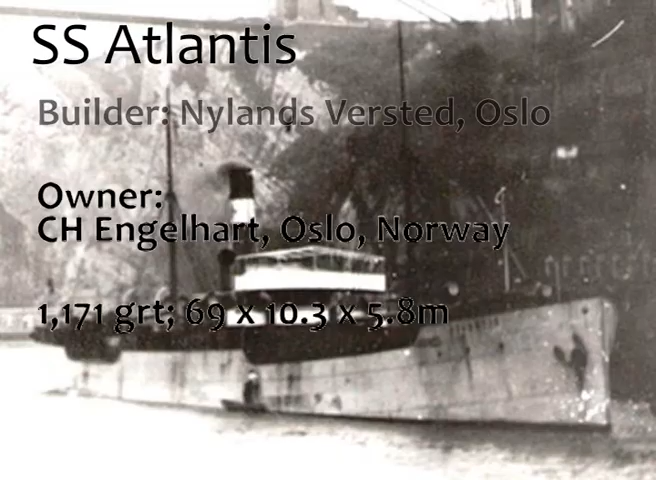 SS Atlantis
Builder: Nylands Versted, Oslo
Owner:
CH Engelhart, Oslo, Norway
1,171 grt; 69 x 10.3 x 5.8m